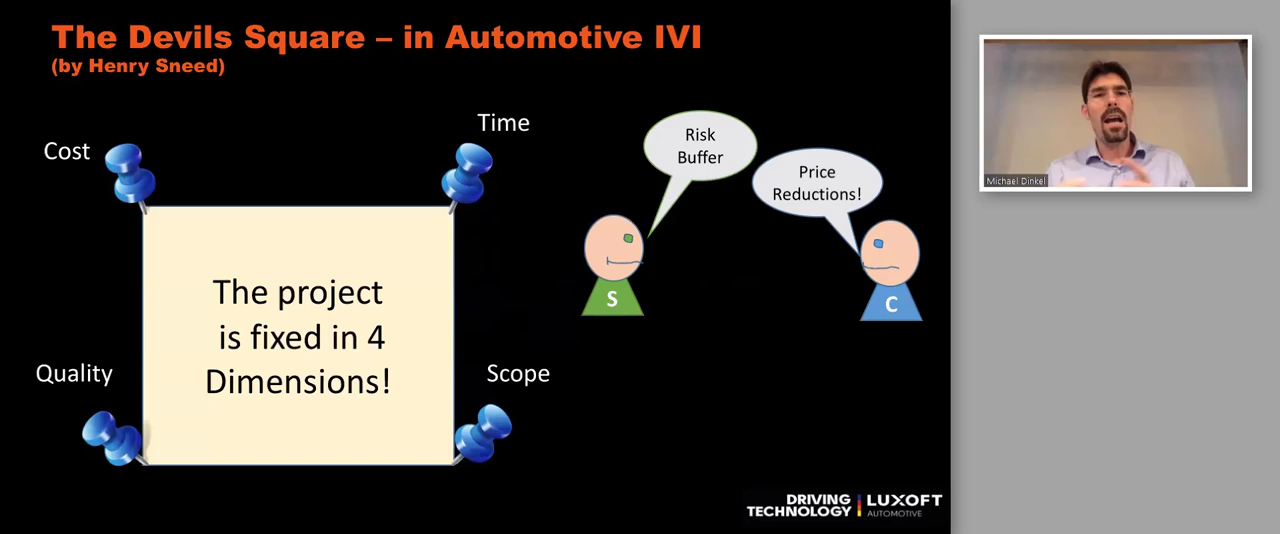 The Devils Square – in Automotive IVI
(by Henry Sneed)
Cost
Time
The project
is fixed in 4
Dimensions!
Quality
Scope
Risk
Buffer
Price
Reductions!
S
C
DRIVING
TECHNOLOGY
LUXOFT
AUTOMOTIVE
Michael Dinkel